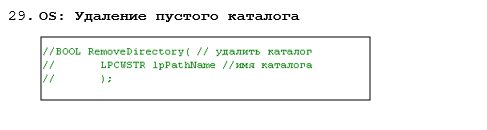 29. OS: Удаление пустого каталога
//BOOL RemoveDirectory( // удалить каталог
// LPCWSTR lpPathName //имя каталога
// );